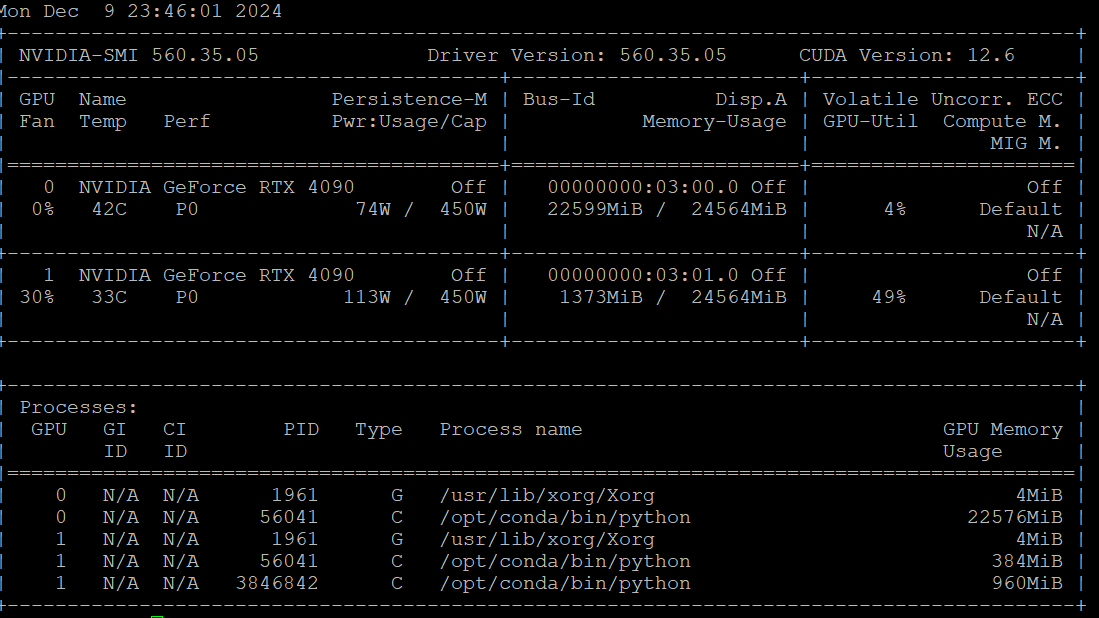 Mon Dec  9 23:46:01 2024
+-----------------------------------------------------------------------------------------+
| NVIDIA-SMI 560.35.05              Driver Version: 560.35.05      CUDA Version: 12.6     |
|-----------------------------------------+------------------------+----------------------+
| GPU  Name                 Persistence-M | Bus-Id          Disp.A | Volatile Uncorr. ECC |
| Fan  Temp   Perf          Pwr:Usage/Cap |           Memory-Usage | GPU-Util  Compute M. |
|                                         |                        |               MIG M. |
|=========================================+========================+======================|
|   0  NVIDIA GeForce RTX 4090        Off |   00000000:03:00.0 Off |                  Off |
|  0%   42C    P0             74W /  450W |   22599MiB /  24564MiB |      4%      Default |
|                                         |                        |                  N/A |
+-----------------------------------------+------------------------+----------------------+
|   1  NVIDIA GeForce RTX 4090        Off |   00000000:03:01.0 Off |                  Off |
| 30%   33C    P0            113W /  450W |    1373MiB /  24564MiB |     49%      Default |
|                                         |                        |                  N/A |
+-----------------------------------------+------------------------+----------------------+
+-----------------------------------------------------------------------------------------+
| Processes:                                                                              |
|  GPU   GI   CI        PID   Type   Process name                              GPU Memory |
|        ID   ID                                                               Usage      |
|=========================================================================================|
|    0   N/A  N/A      1961      G   /usr/lib/xorg/Xorg                              4MiB |
|    0   N/A  N/A     56041      C   /opt/conda/bin/python                       22576MiB |
|    1   N/A  N/A      1961      G   /usr/lib/xorg/Xorg                              4MiB |
|    1   N/A  N/A     56041      C   /opt/conda/bin/python                         384MiB |
|    1   N/A  N/A   3846842      C   /opt/conda/bin/python                         960MiB |
+-----------------------------------------------------------------------------------------+